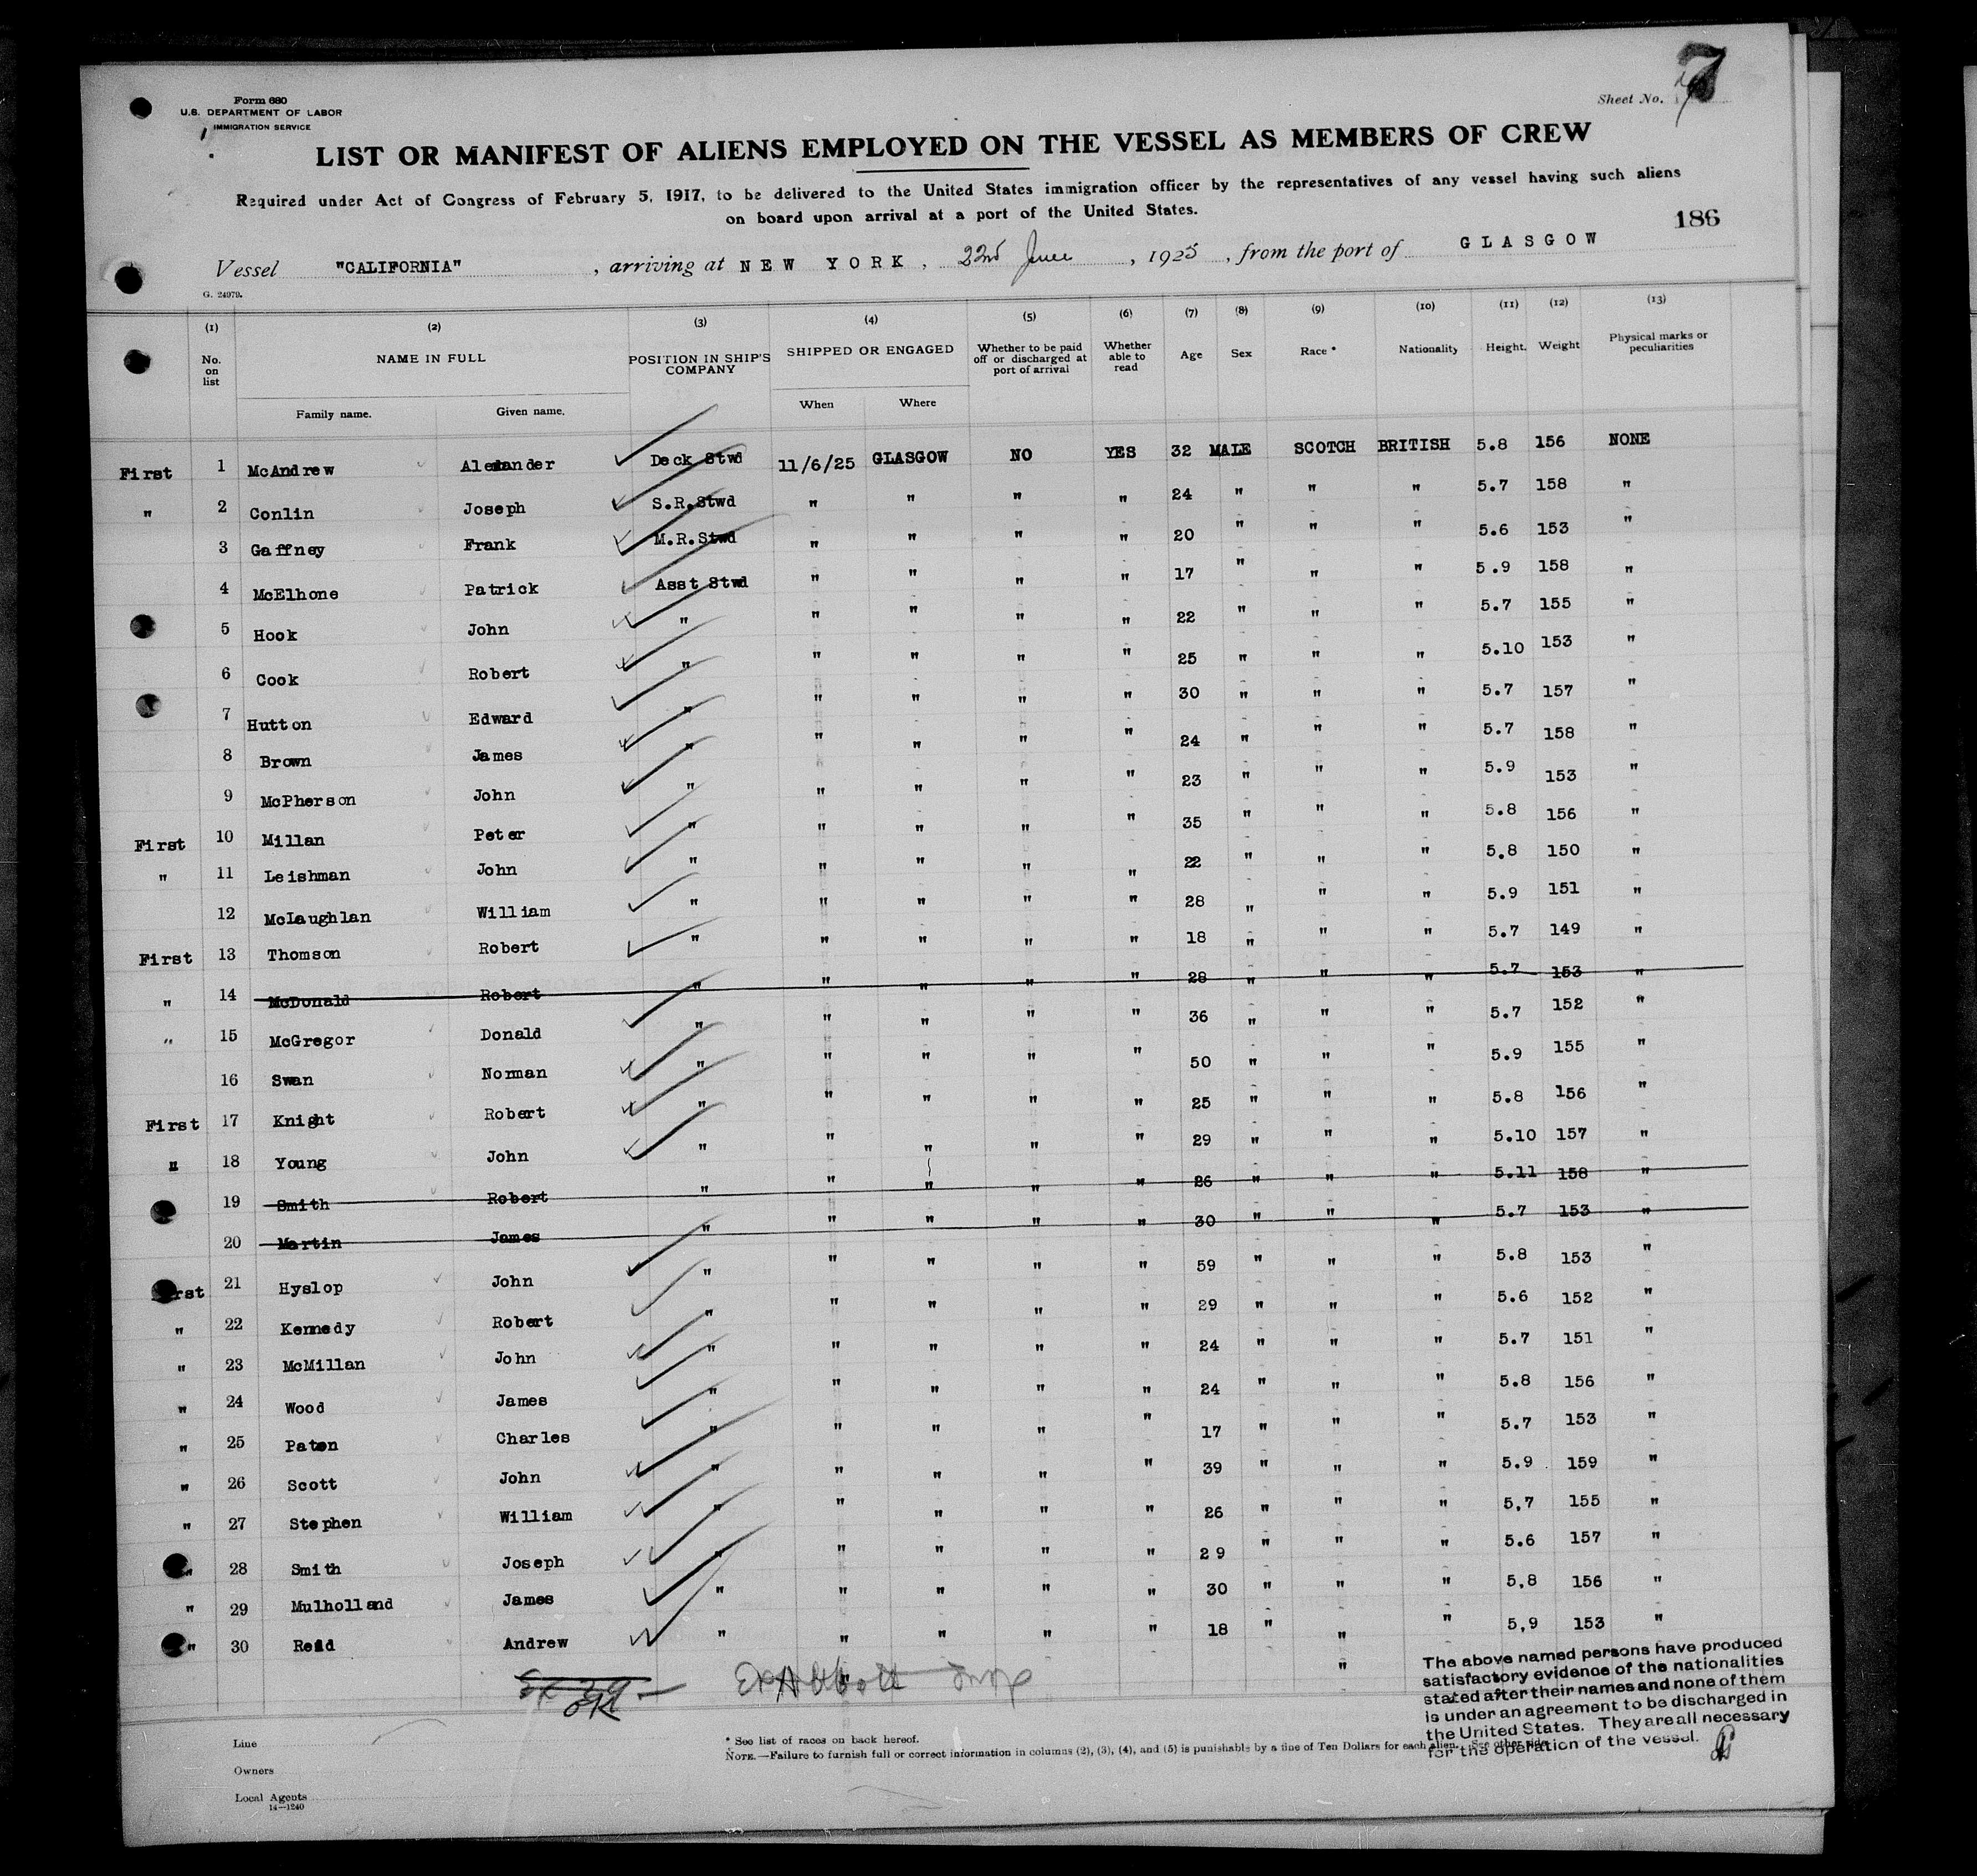 Form 680
U.S. DEPARTMENT OF LABOR
IMMIGRATION SERVICE
Sheet No. 7
LIST OR MANIFEST OF ALIENS EMPLOYED ON THE VESSEL AS MEMBERS OF CREW
Required under Act of Congress of February 5, 1917, to be delivered to the United States immigration officer by the representatives of any vessel having such aliens
on board upon arrival at a port of the United States.
186
Vessel "CALIFORNIA", arriving at NEW YORK, 22nd June, 1925, from the port of GLASGOW
G. 24979.
(1) (2) (3) (4) (5) (6) (7) (8) (9) (10) (11) (12) (13)
No. on list NAME IN FULL POSITION IN SHIP'S COMPANY SHIPPED OR ENGAGED Whether to be paid off or discharged at port of arrival Whether able to read Age Sex Race * Nationality Height. Weight Physical marks or peculiarities
Family name. Given name. When Where
First 1 McAndrew Alexander Deck Stwd 11/6/25 GLASGOW NO YES 32 MALE SCOTCH BRITISH 5.8 156 NONE
" 2 Conlin Joseph S.R.Stwd " " " " 24 " " " 5.7 158 "
3 Gaffney Frank M.R.Stwd " " " " 20 " " " 5.6 153 "
4 McElhone Patrick Asst Stwd " " " " 17 " " " 5.9 158 "
5 Hook John " " " " " 22 " " " 5.7 155 "
6 Cook Robert " " " " " 25 " " " 5.10 153 "
7 Hutton Edward " " " " " 30 " " " 5.7 157 "
8 Brown James " " " " " 24 " " " 5.7 158 "
9 McPherson John " " " " " 23 " " " 5.9 153 "
First 10 Millan Peter " " " " " 35 " " " 5.8 156 "
" 11 Leishman John " " " " " 22 " " " 5.8 150 "
12 McLaughlan William " " " " " 28 " " " 5.9 151 "
First 13 Thomson Robert " " " " " 18 " " " 5.7 149 "
" 14 McDonald Robert " " " " " 28 " " " 5.7 153 "
" 15 McGregor Donald " " " " " 36 " " " 5.7 152 "
16 Swan Norman " " " " " 50 " " " 5.9 155 "
First 17 Knight Robert " " " " " 25 " " " 5.8 156 "
" 18 Young John " " " " " 29 " " " 5.10 157 "
19 Smith Robert " " " " " 26 " " " 5.11 158 "
20 Martin James " " " " " 30 " " " 5.7 153 "
First 21 Hyslop John " " " " " 59 " " " 5.8 153 "
" 22 Kennedy Robert " " " " " 29 " " " 5.6 152 "
" 23 McMillan John " " " " " 24 " " " 5.7 151 "
" 24 Wood James " " " " " 24 " " " 5.8 156 "
" 25 Paton Charles " " " " " 17 " " " 5.7 153 "
" 26 Scott John " " " " " 39 " " " 5.9 159 "
" 27 Stephen William " " " " " 26 " " " 5,7 155 "
" 28 Smith Joseph " " " " " 29 " " " 5.6 157 "
" 29 Mulholland James " " " " " 30 " " " 5,8 156 "
" 30 Reid Andrew " " " " " 18 " " " 5,9 153 "
The above named persons have produced
satisfactory evidence of the nationalities
stated after their names and none of them
is under an agreement to be discharged in
the United States. They are all necessary
for the operation of the vessel.
OK
Line
Owners
Local Agents
14—1240
* See list of races on back hereof.
NOTE.—Failure to furnish full or correct information in columns (2), (3), (4), and (5) is punishable by a fine of Ten Dollars for each alien. See other side.